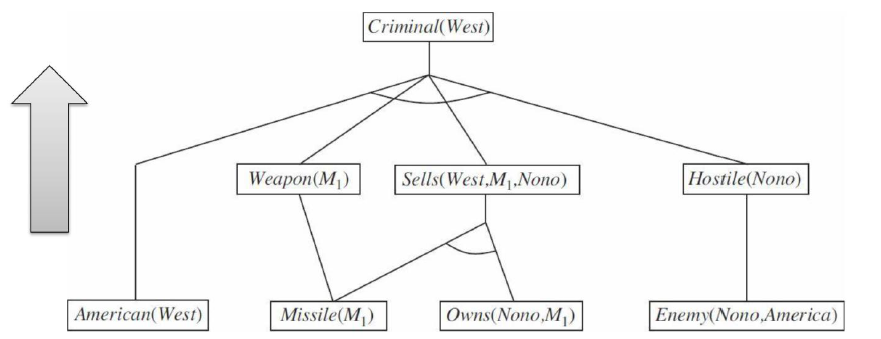 Criminal(West)
Weapon(M₁)
Sells(West,M₁,Nono)
Hostile(Nono)
American(West)
Missile(M₁)
Owns(Nono,M₁)
Enemy(Nono,America)